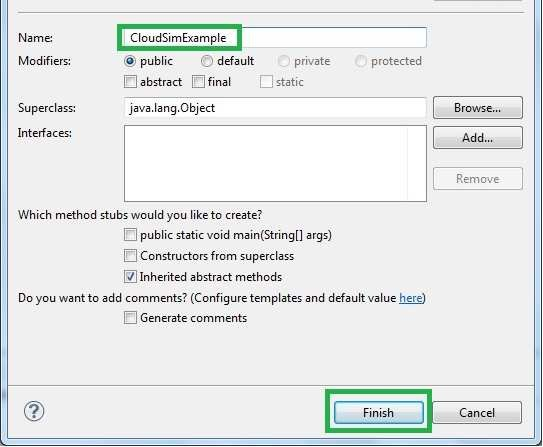 Name: CloudSimExample
Modifiers: public default private protected
abstract final static
Superclass: java.lang.Object Browse...
Interfaces: Add...
Remove
Which method stubs would you like to create?
public static void main(String[] args)
Constructors from superclass
Inherited abstract methods
Do you want to add comments? (Configure templates and default value here)
Generate comments
? Finish Cancel